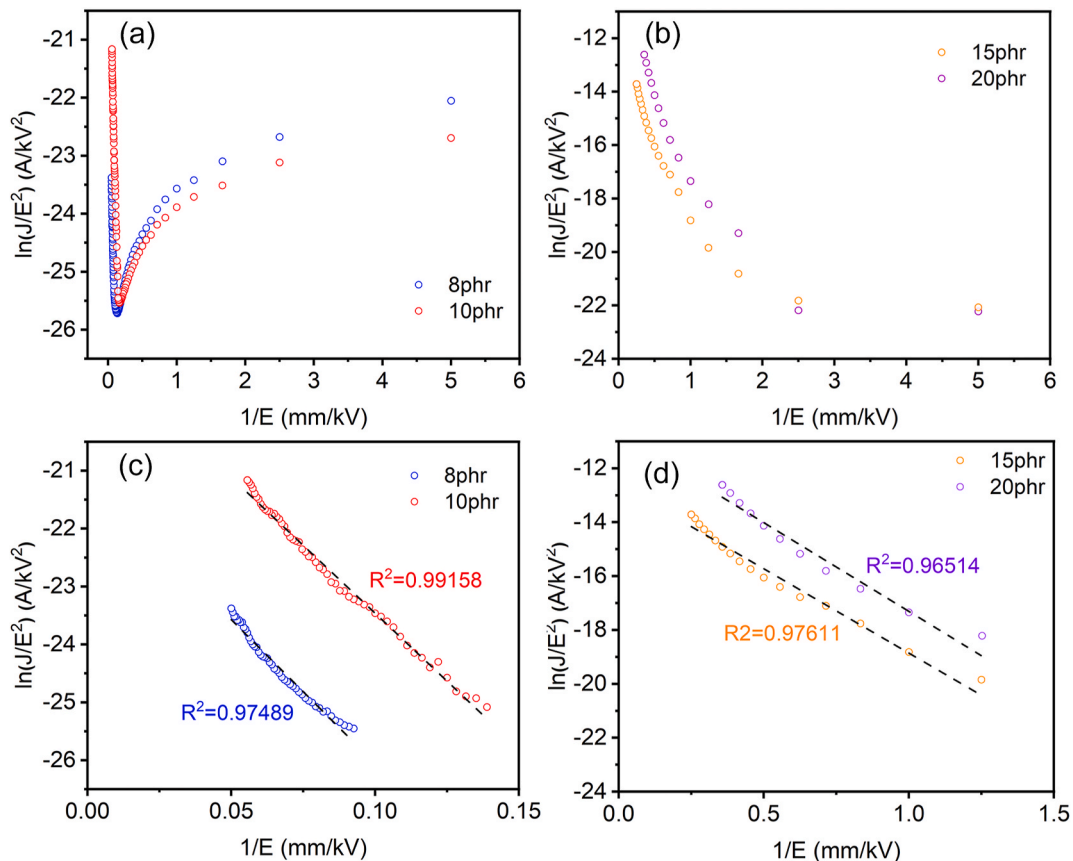 (a)
8phr
10phr
-21
-22
-23
-24
-25
-26
ln(J/E²) (A/kV²)
0 1 2 3 4 5 6
1/E (mm/kV)
(b)
15phr
20phr
-12
-14
-16
-18
-20
-22
-24
ln(J/E²) (A/kV²)
0 1 2 3 4 5 6
1/E (mm/kV)
(c)
8phr
10phr
R²=0.99158
R²=0.97489
-21
-22
-23
-24
-25
-26
ln(J/E²) (A/kV²)
0.00 0.05 0.10 0.15
1/E (mm/kV)
(d)
15phr
20phr
R²=0.96514
R2=0.97611
-12
-14
-16
-18
-20
-22
-24
ln(J/E²) (A/kV²)
0.0 0.5 1.0 1.5
1/E (mm/kV)